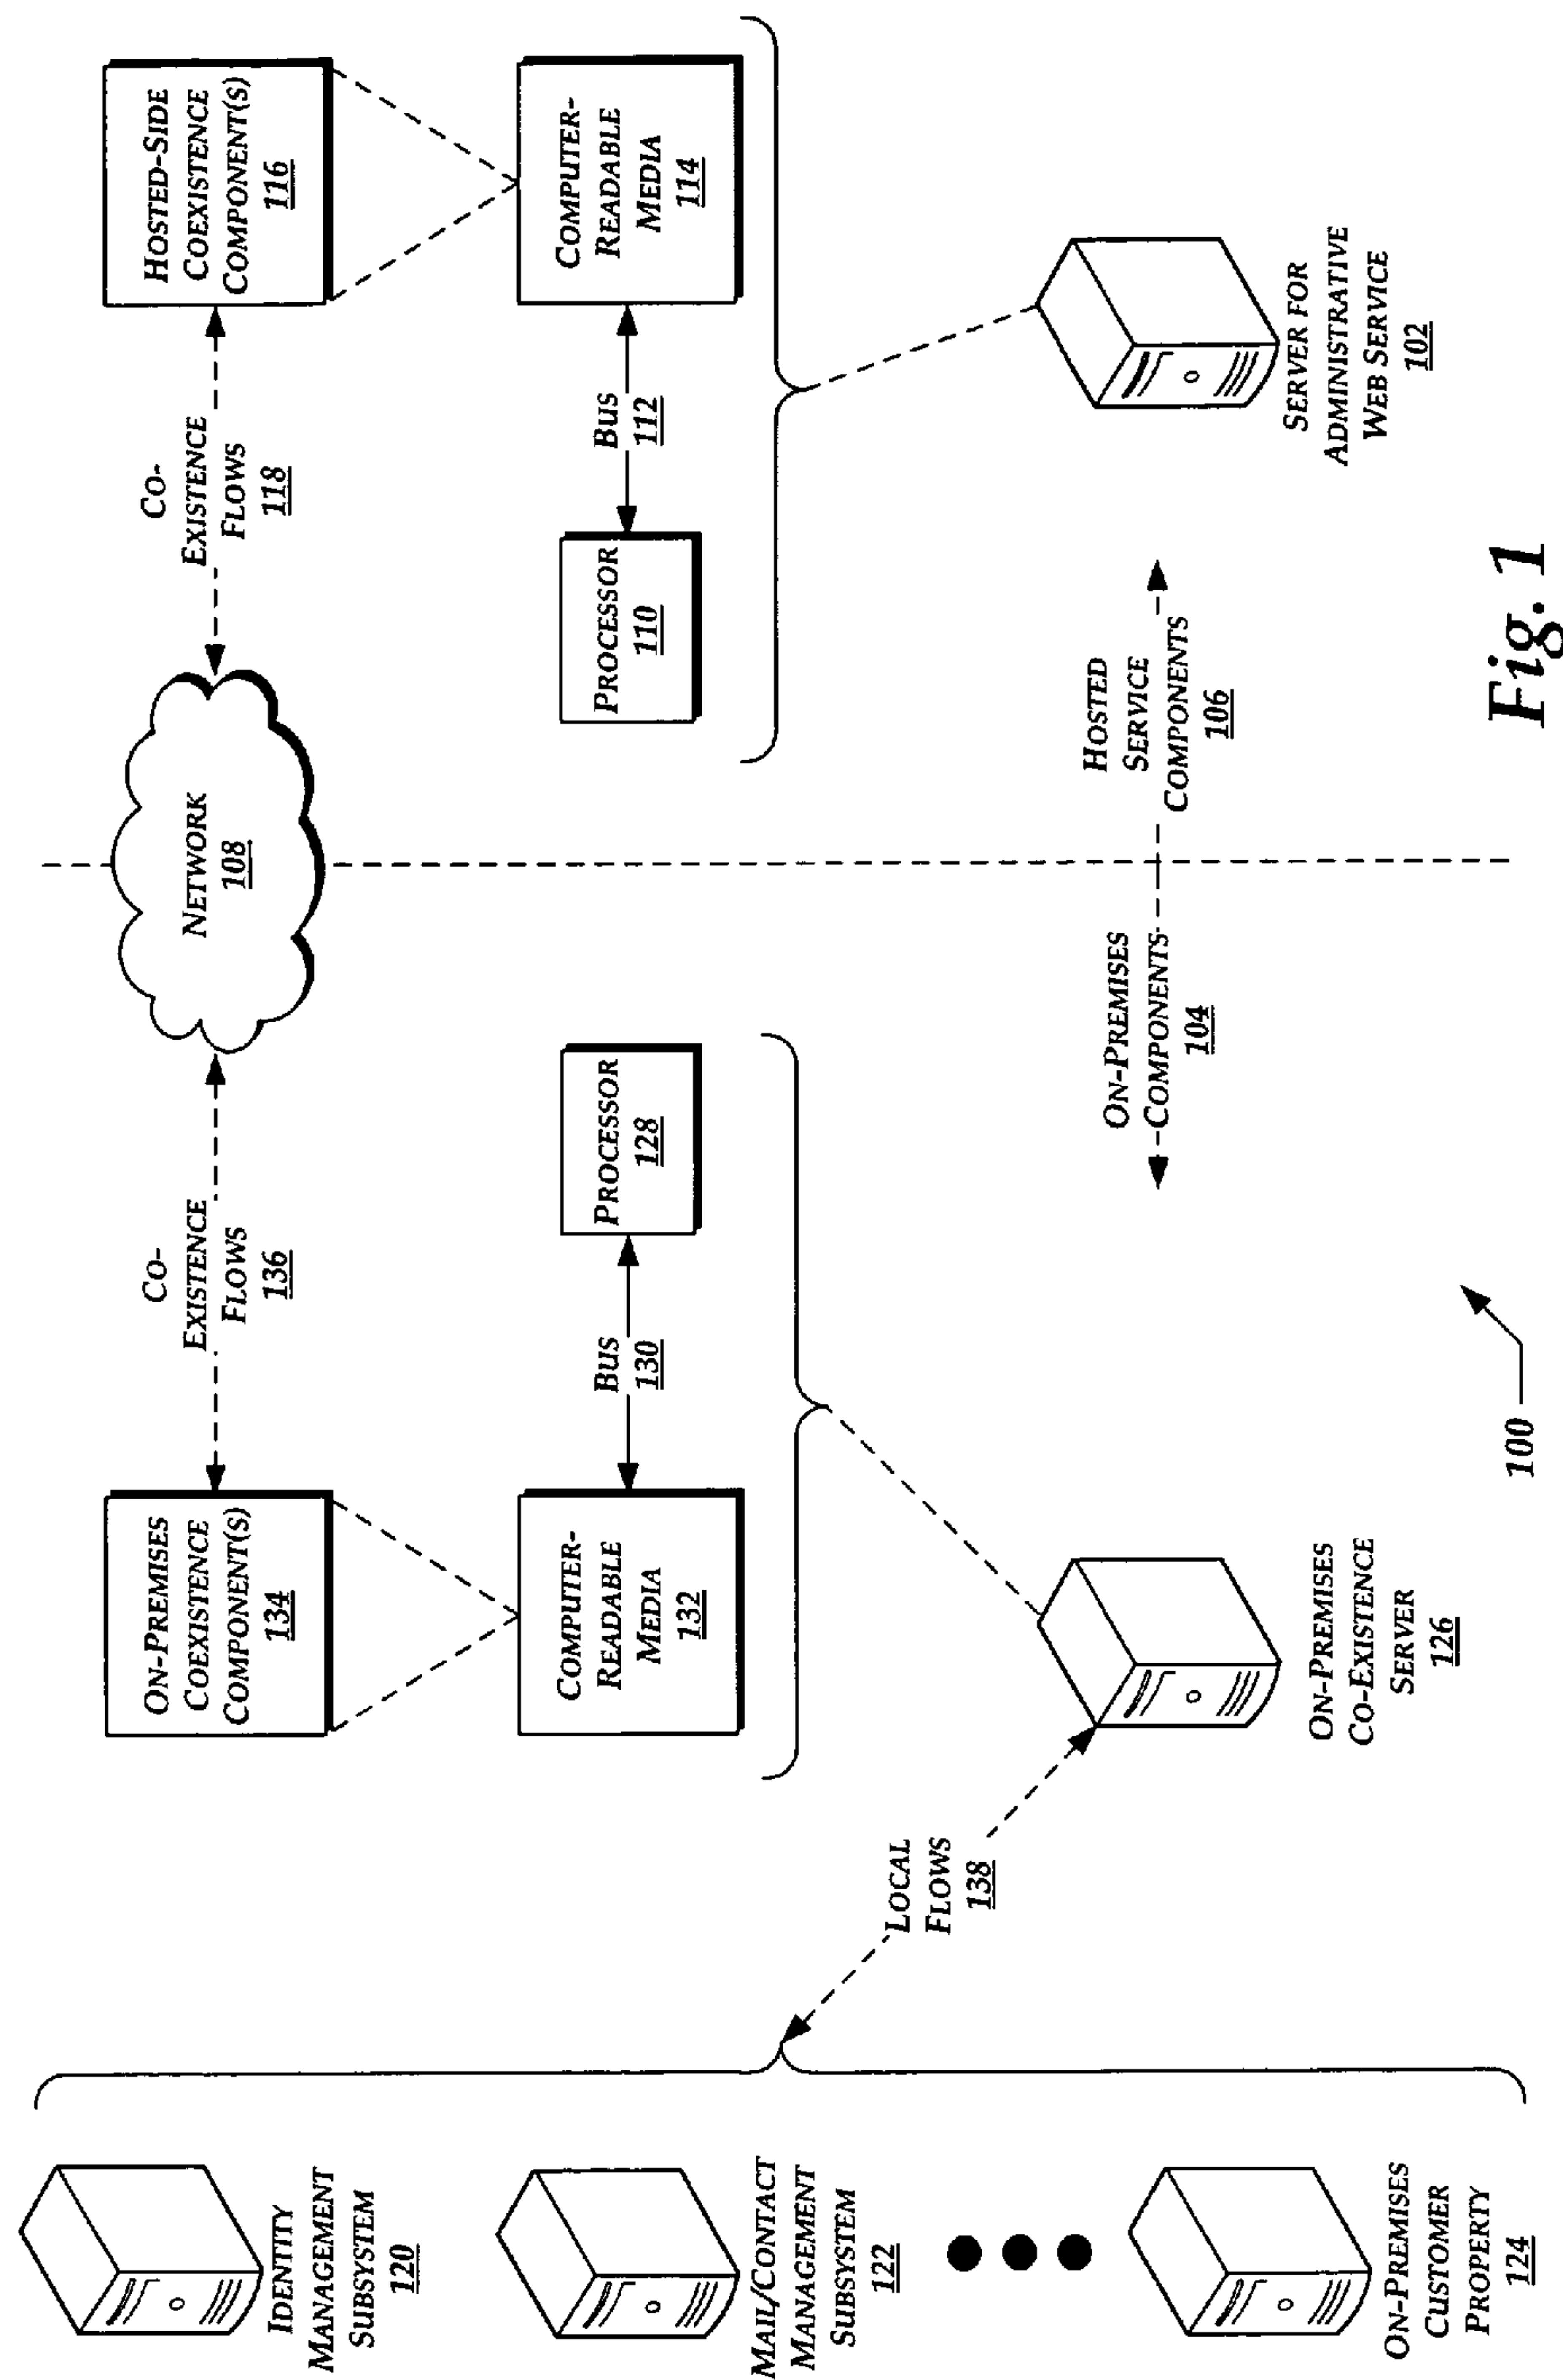 IDENTITY
MANAGEMENT
SUBSYSTEM
120
MAIL/CONTACT
MANAGEMENT
SUBSYSTEM
122
ON-PREMISES
CUSTOMER
PROPERTY
124
LOCAL
FLOWS
138
ON-PREMISES
COEXISTENCE
COMPONENT(S)
134
COMPUTER-
READABLE
MEDIA
132
BUS
130
PROCESSOR
128
CO-
EXISTENCE
FLOWS
136
ON-PREMISES
CO-EXISTENCE
SERVER
126
100
NETWORK
108
ON-PREMISES
COMPONENTS
104
HOSTED
SERVICE
COMPONENTS
106
CO-
EXISTENCE
FLOWS
118
HOSTED-SIDE
COEXISTENCE
COMPONENT(S)
116
PROCESSOR
110
BUS
112
COMPUTER-
READABLE
MEDIA
114
SERVER FOR
ADMINISTRATIVE
WEB SERVICE
102
Fig. 1